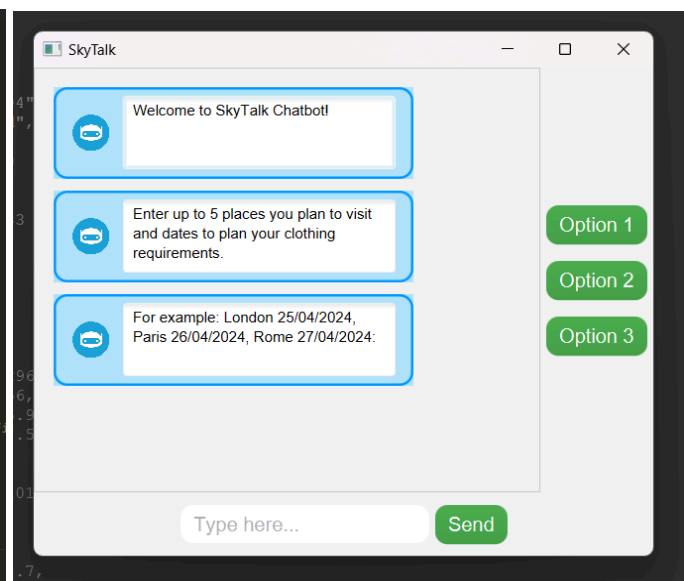 SkyTalk
Welcome to SkyTalk Chatbot!
Enter up to 5 places you plan to visit
and dates to plan your clothing
requirements.
For example: London 25/04/2024,
Paris 26/04/2024, Rome 27/04/2024:
Option 1
Option 2
Option 3
Type here...
Send